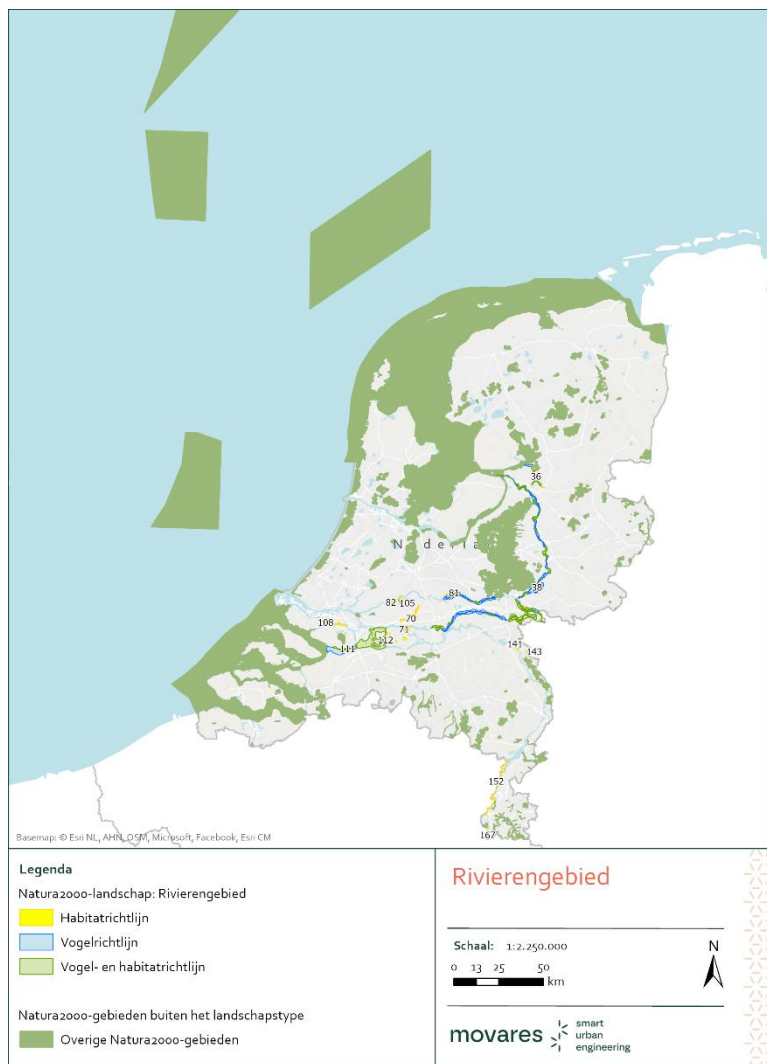 N d e r l a
36
38
81
82 105
70
108
71
112
111
141
143
152
167
Basemap: © Esri NL, AHN, OSM, Microsoft, Facebook, Esri CM
Legenda
Natura2000-landschap: Rivierengebied
Habitatrichtlijn
Vogelrichtlijn
Vogel- en habitatrichtlijn
Natura2000-gebieden buiten het landschapstype
Overige Natura2000-gebieden
Rivierengebied
Schaal: 1:2.250.000
N
0 13 25 50
km
movares
smart
urban
engineering